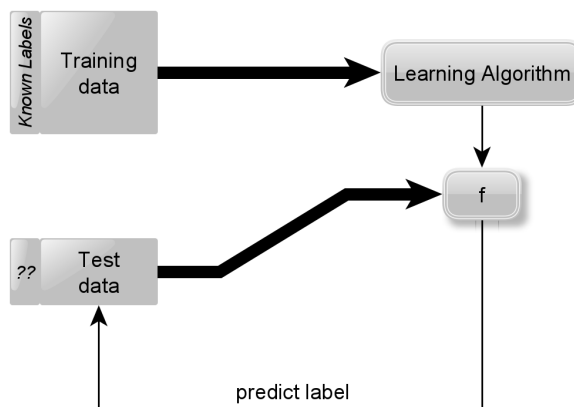 Known Labels
Training
data
Learning Algorithm
f
??
Test
data
predict label